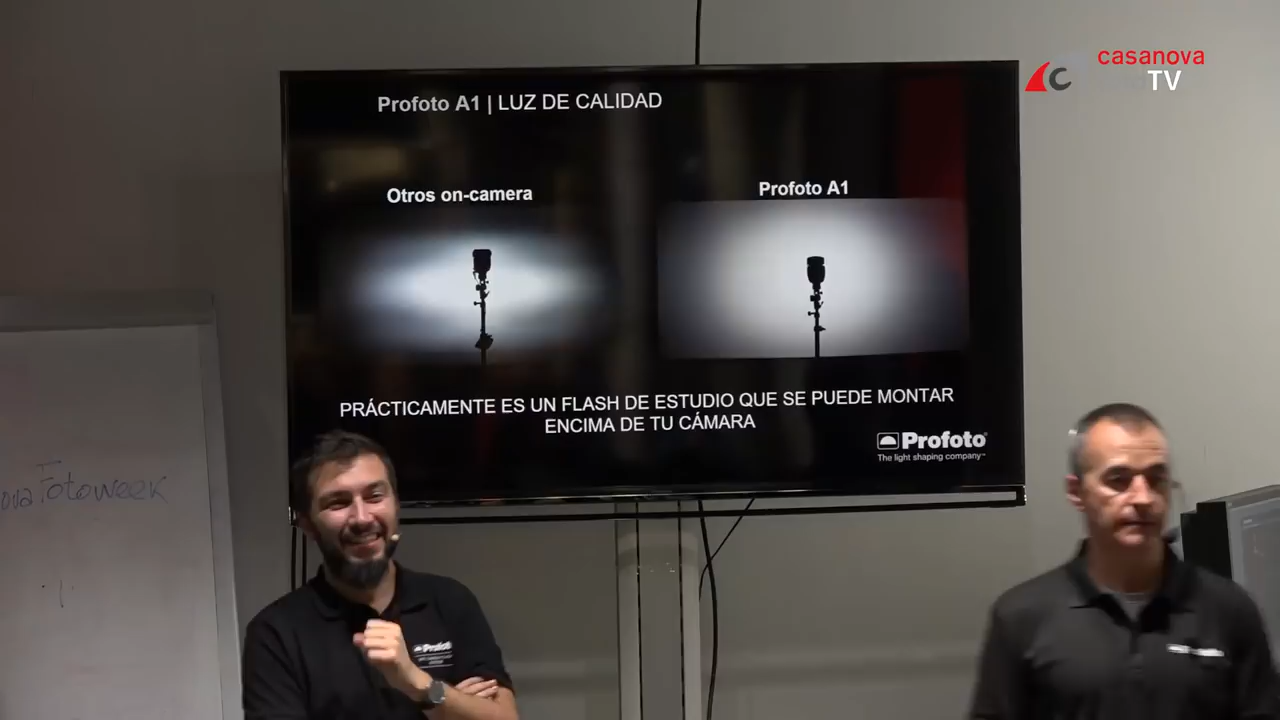 casanova
TV
Profoto A1 | LUZ DE CALIDAD
Otros on-camera
Profoto A1
PRÁCTICAMENTE ES UN FLASH DE ESTUDIO QUE SE PUEDE MONTAR
ENCIMA DE TU CÁMARA
Profoto
The light shaping company™
ova Fotoweek
Profoto